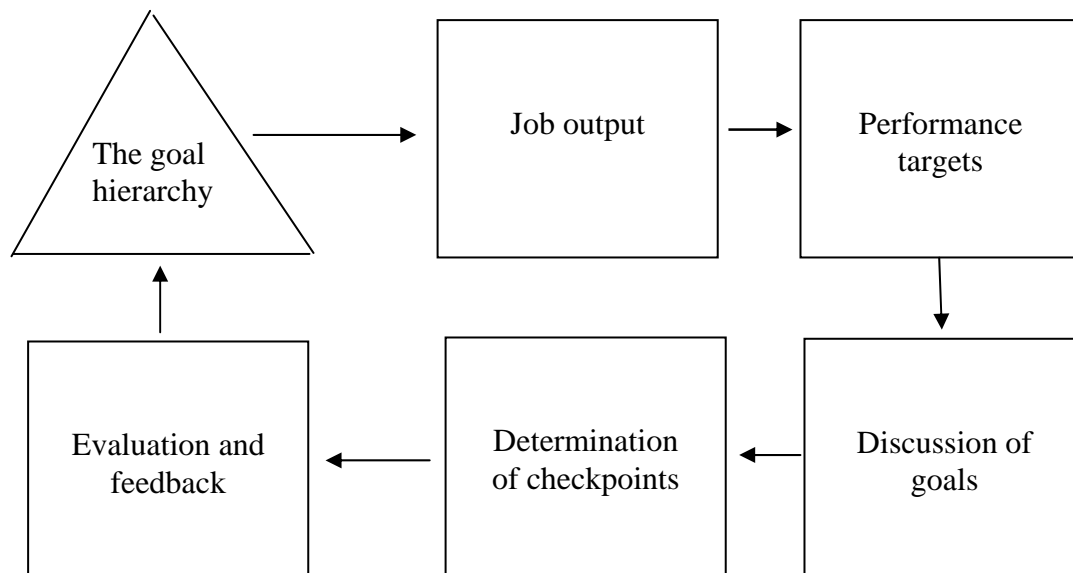 The goal
hierarchy
Job output
Performance
targets
Evaluation and
feedback
Determination
of checkpoints
Discussion of
goals